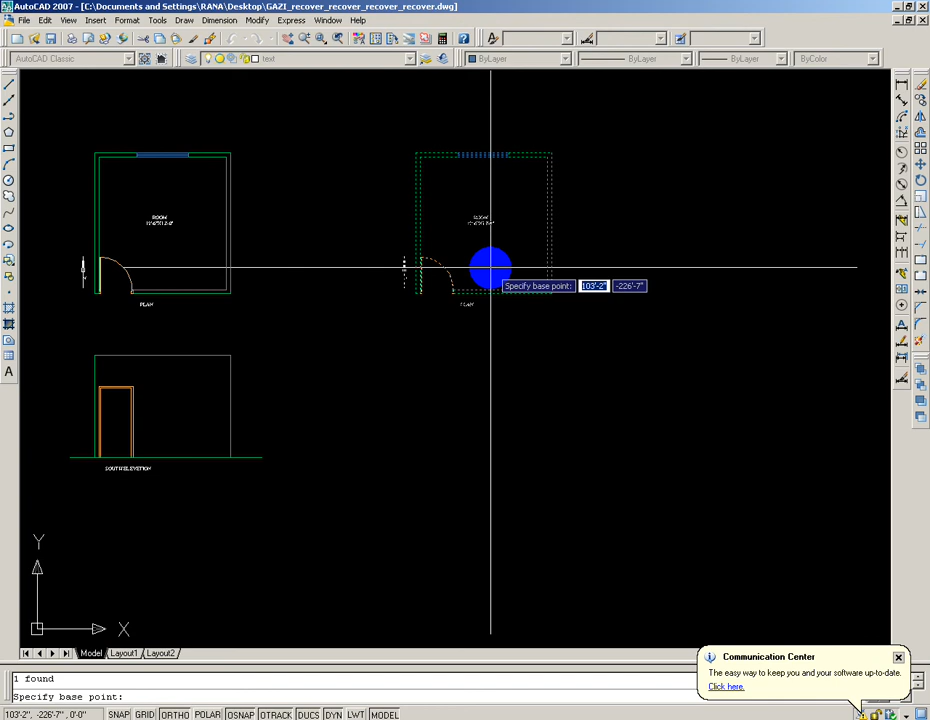 AutoCAD 2007 - [C:\Documents and Settings\RANA\Desktop\GAZI_recover_recover_recover_recover.dwg]
File Edit View Insert Format Tools Draw Dimension Modify Express Window Help
AutoCAD Classic
text
ByLayer
ByLayer
ByLayer
ByColor
ROOM
PLAN
PLAN
Specify base point: 103'-2" -226'-7"
SOUTH ELEVETION
Y
X
Model Layout1 Layout2
Communication Center
The easy way to keep you and your software up-to-date.
Click here.
1 found
Specify base point:
103'-2", -226'-7" , 0'-0" SNAP GRID ORTHO POLAR OSNAP OTRACK DUCS DYN LWT MODEL